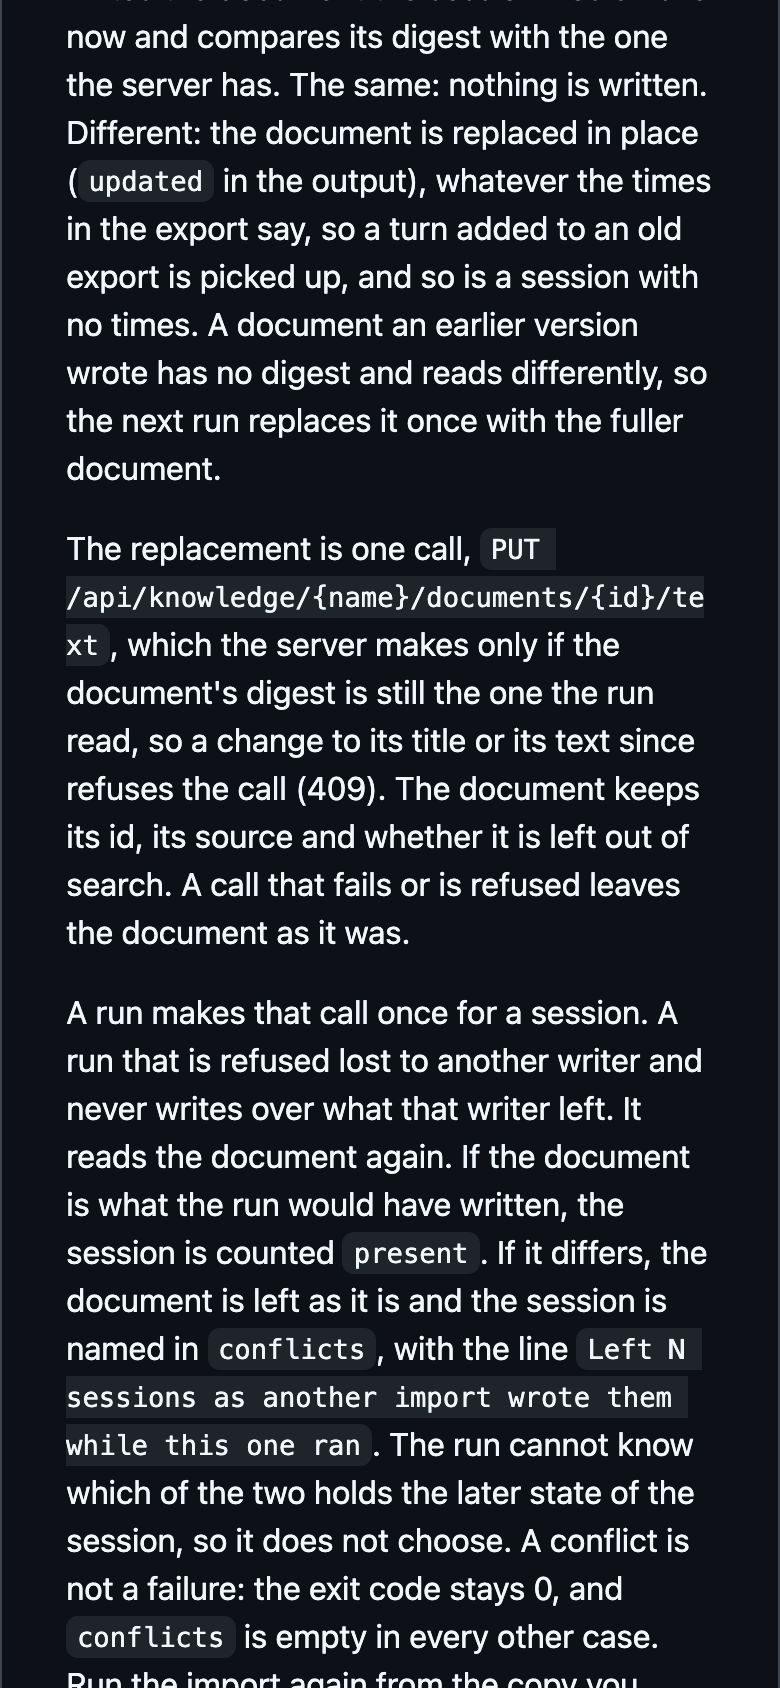 now and compares its digest with the one
the server has. The same: nothing is written.
Different: the document is replaced in place
(updated in the output), whatever the times
in the export say, so a turn added to an old
export is picked up, and so is a session with
no times. A document an earlier version
wrote has no digest and reads differently, so
the next run replaces it once with the fuller
document.
The replacement is one call, PUT
/api/knowledge/{name}/documents/{id}/te
xt, which the server makes only if the
document's digest is still the one the run
read, so a change to its title or its text since
refuses the call (409). The document keeps
its id, its source and whether it is left out of
search. A call that fails or is refused leaves
the document as it was.
A run makes that call once for a session. A
run that is refused lost to another writer and
never writes over what that writer left. It
reads the document again. If the document
is what the run would have written, the
session is counted present. If it differs, the
document is left as it is and the session is
named in conflicts, with the line Left N
sessions as another import wrote them
while this one ran. The run cannot know
which of the two holds the later state of the
session, so it does not choose. A conflict is
not a failure: the exit code stays 0, and
conflicts is empty in every other case.
Run the import again from the copy you